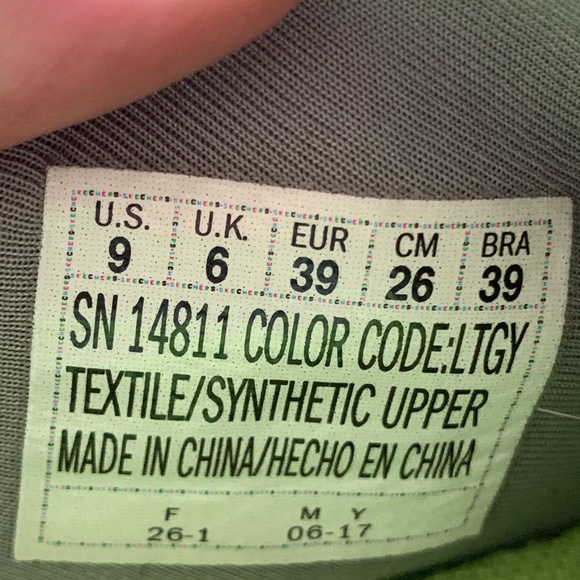 U.S. U.K. EUR CM BRA
9 6 39 26 39
SN 14811 COLOR CODE:LTGY
TEXTILE/SYNTHETIC UPPER
MADE IN CHINA/HECHO EN CHINA
F M Y
26-1 06-17